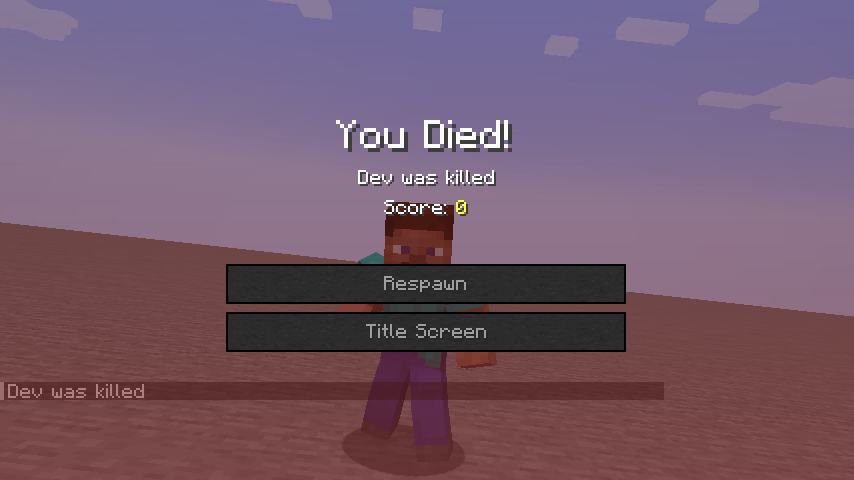 You Died!
Dev was killed
Score: 0
Respawn
Title Screen
Dev was killed